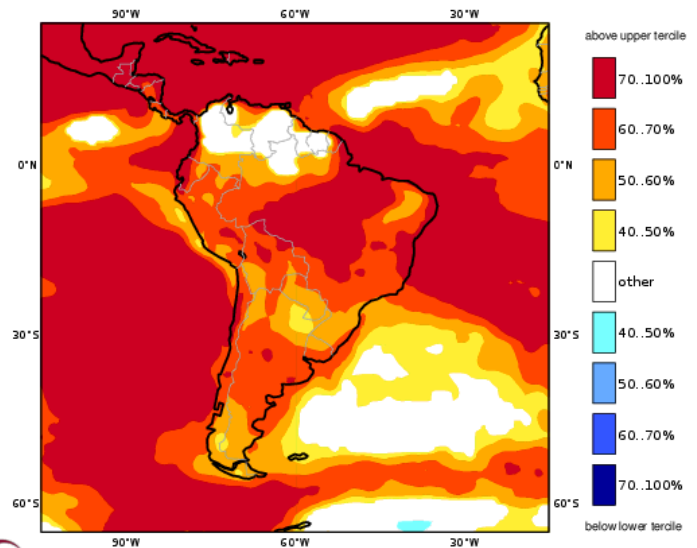 90°W 60°W 30°W
above upper tercile
70..100%
60..70%
0°N 0°N
50..60%
40..50%
other
30°S 30°S
40..50%
50..60%
60..70%
70..100%
60°S 60°S
below lower tercile
90°W 60°W 30°W